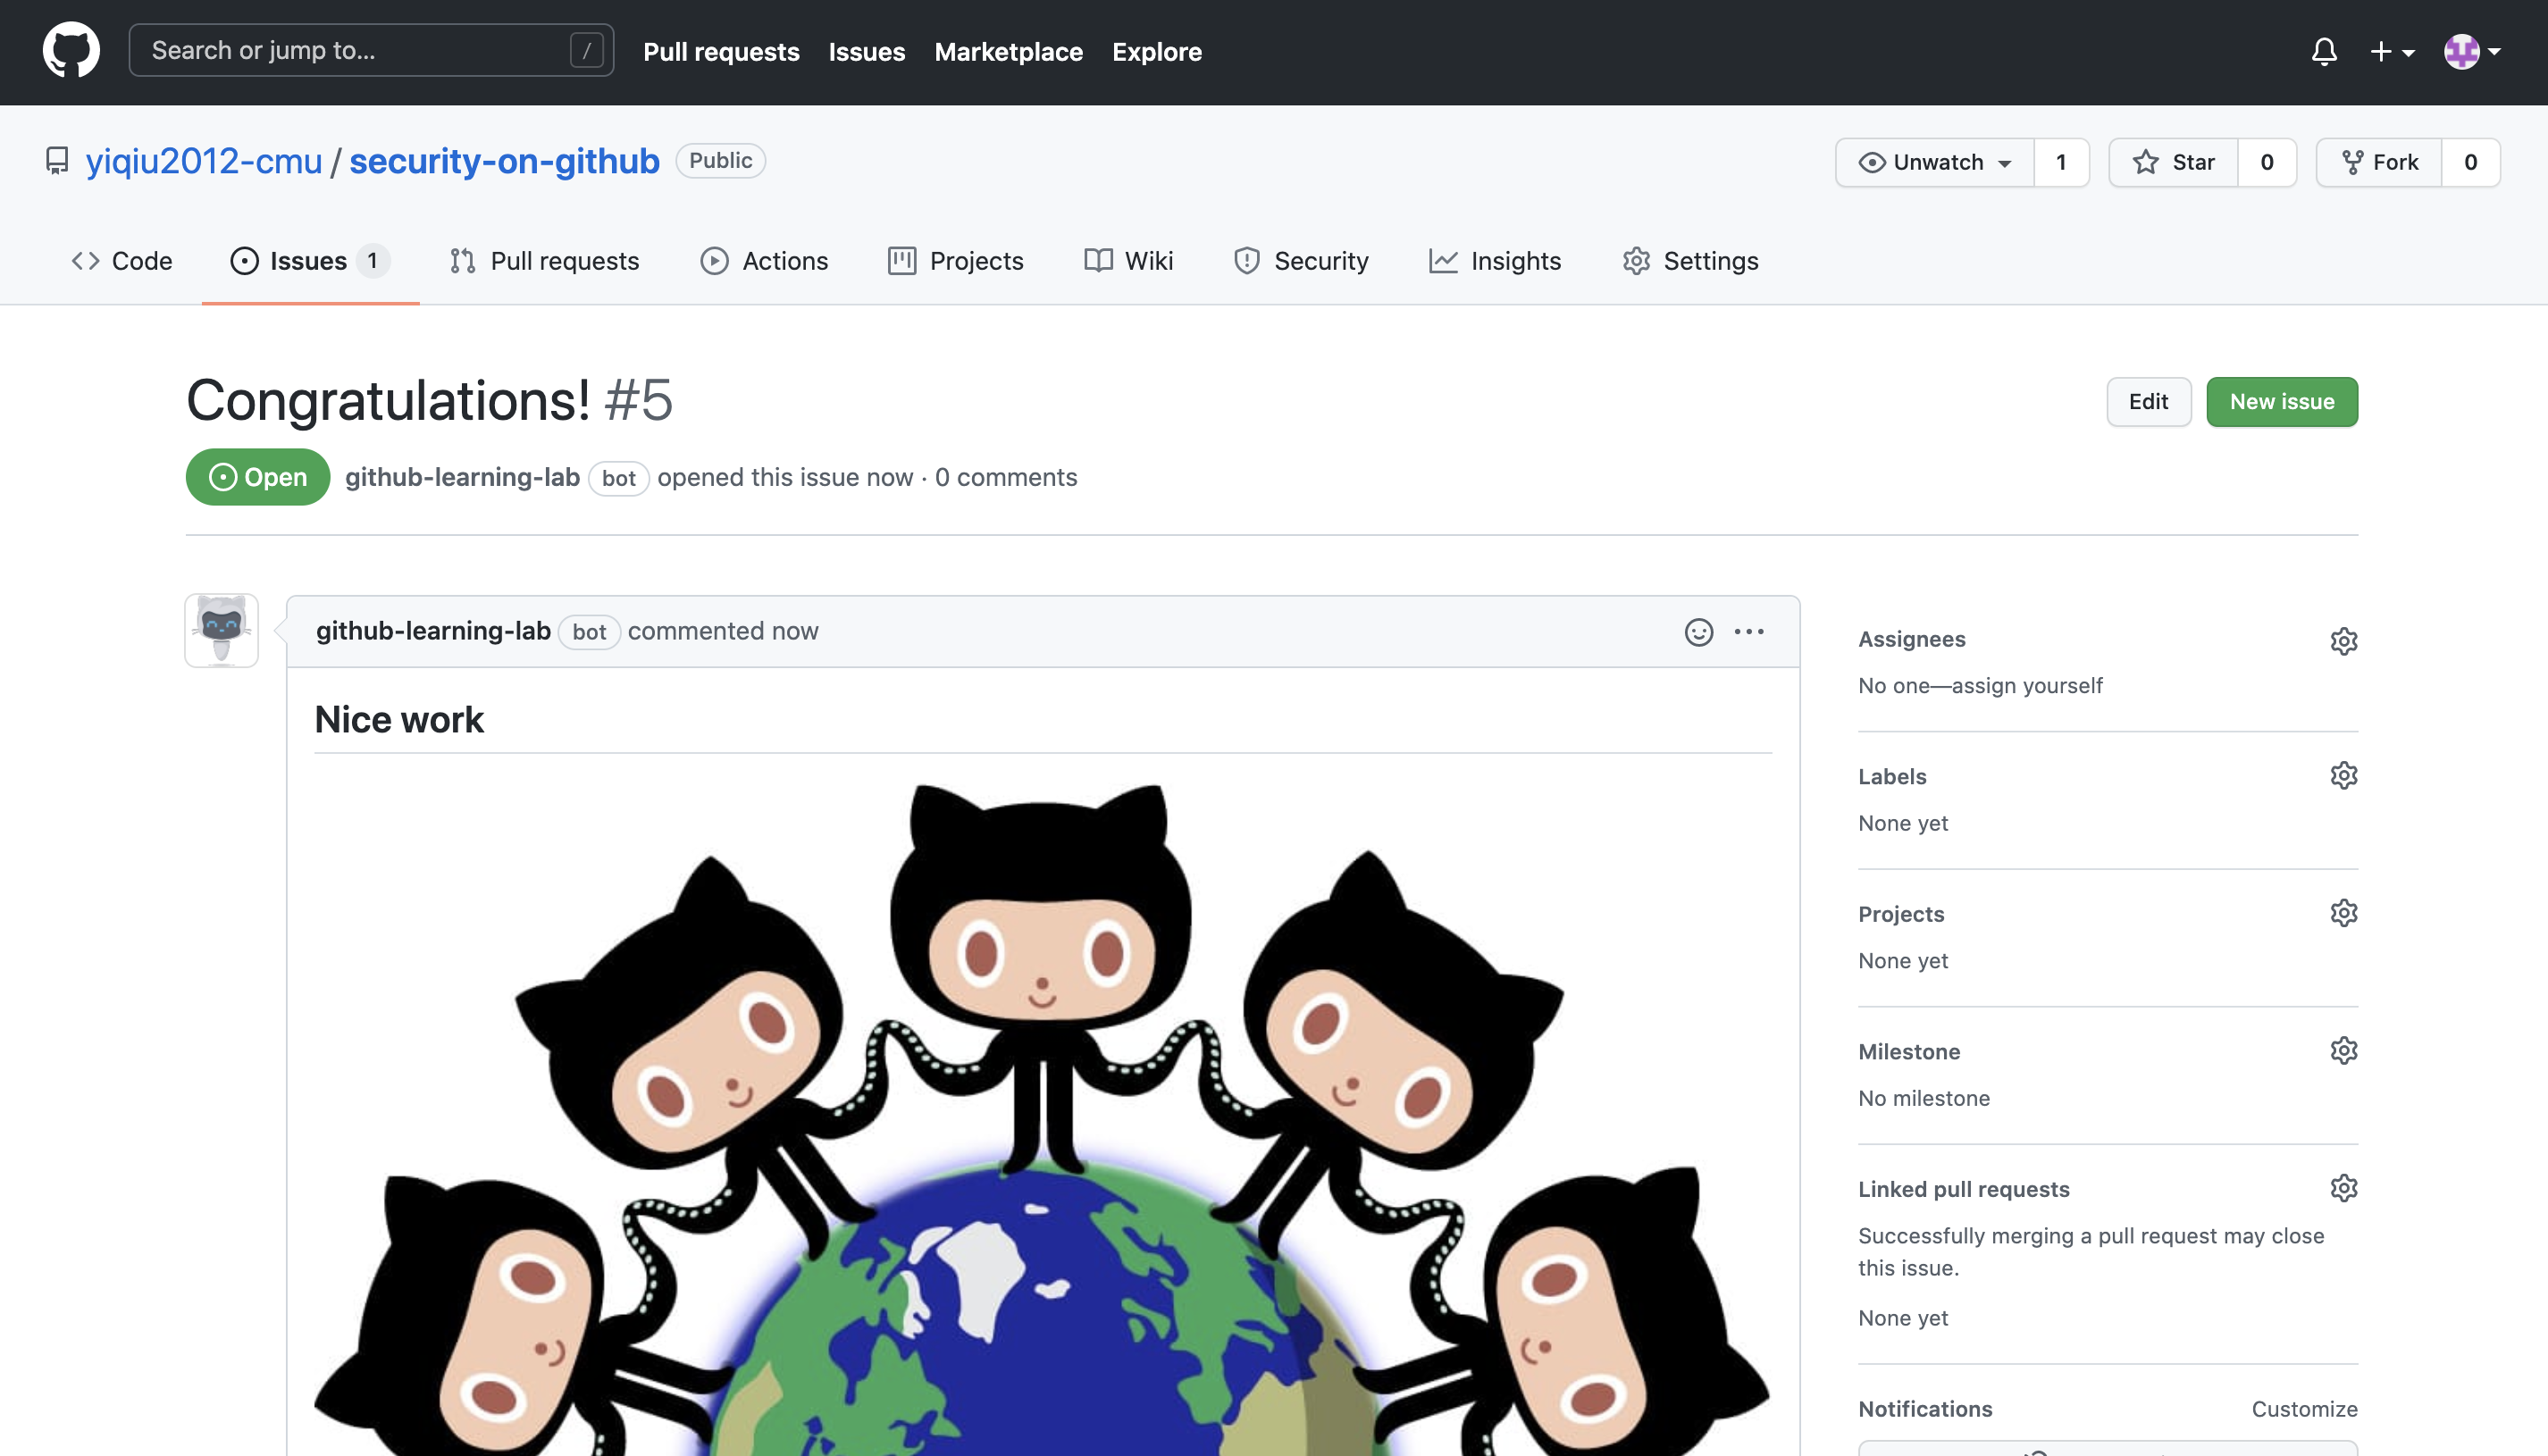 Search or jump to... / Pull requests Issues Marketplace Explore
yiqiu2012-cmu / security-on-github Public Unwatch 1 Star 0 Fork 0
Code Issues 1 Pull requests Actions Projects Wiki Security Insights Settings
Congratulations! #5 Edit New issue
Open github-learning-lab bot opened this issue now · 0 comments
github-learning-lab bot commented now
Nice work
Assignees
No one—assign yourself
Labels
None yet
Projects
None yet
Milestone
No milestone
Linked pull requests
Successfully merging a pull request may close
this issue.
None yet
Notifications Customize